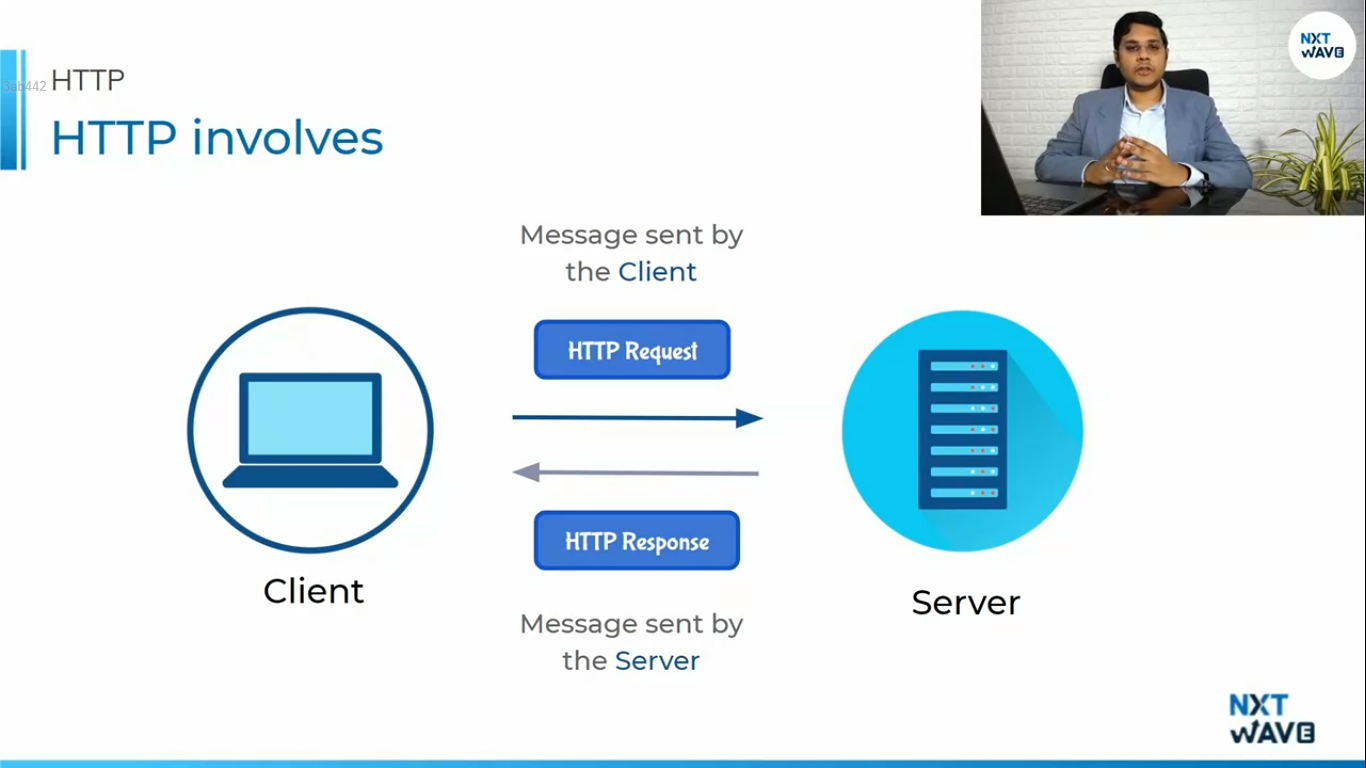 NXT
WAVE
3ab442
HTTP
HTTP involves
Message sent by
the Client
HTTP Request
HTTP Response
Client
Server
Message sent by
the Server
NXT
WAVE